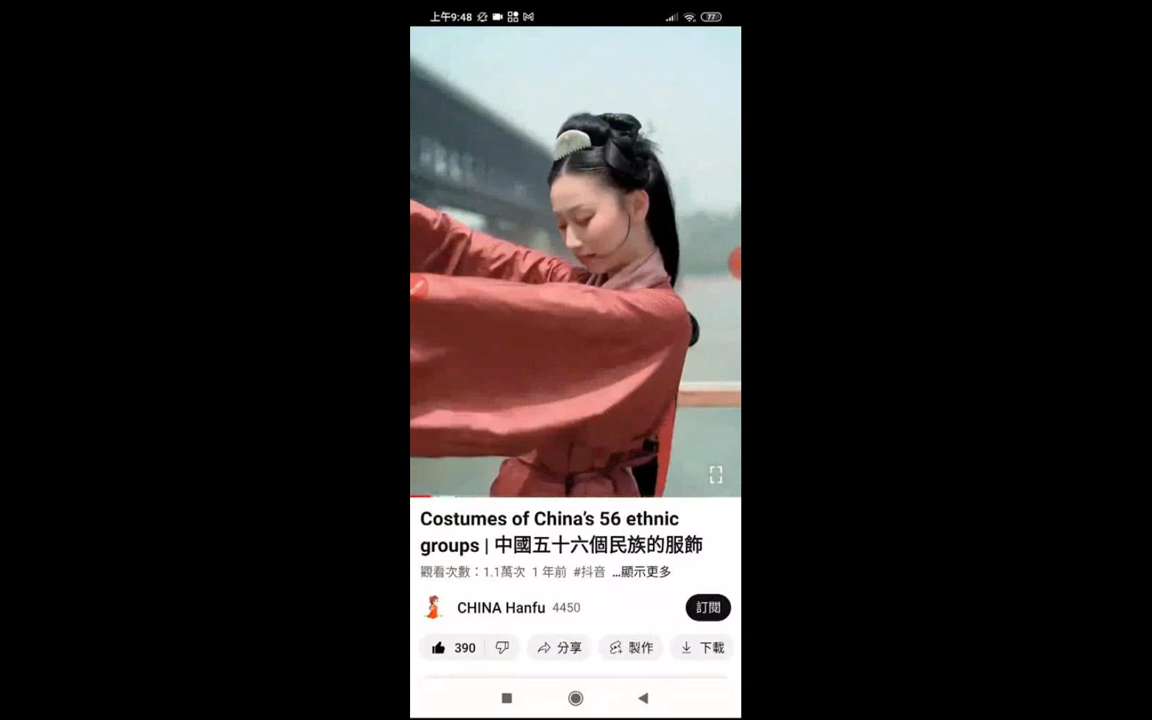 上午9:48
77
Costumes of China's 56 ethnic
groups | 中國五十六個民族的服飾
觀看次數：1.1萬次 1 年前 #抖音 ...顯示更多
CHINA Hanfu 4450
訂閱
390
分享
製作
下載